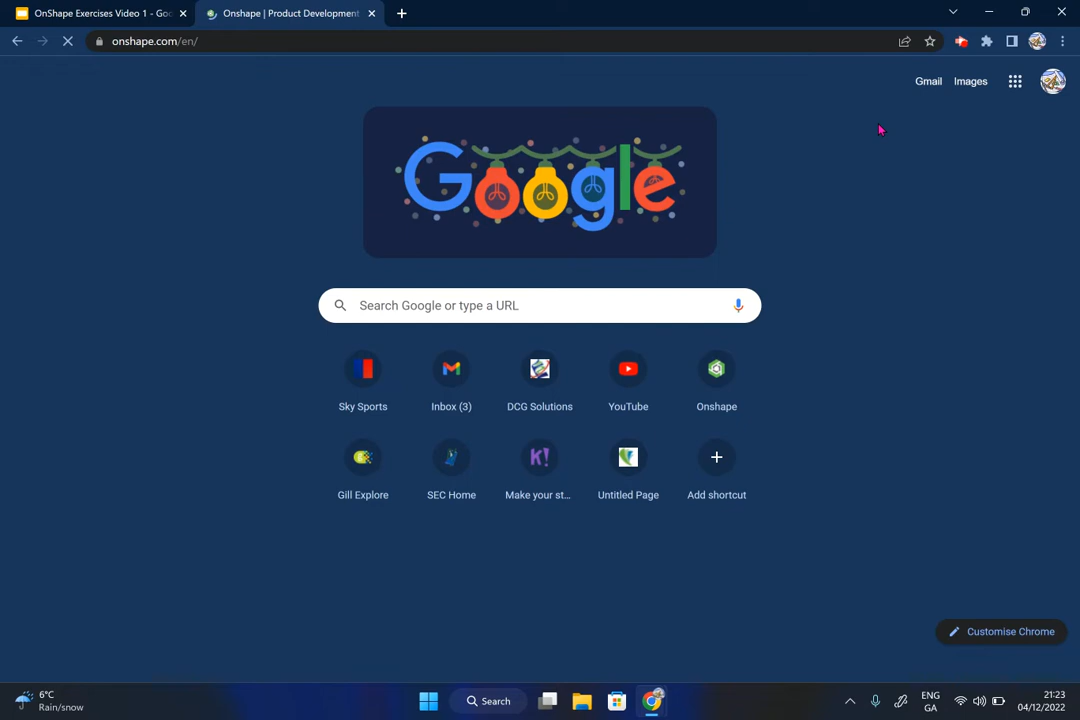 OnShape Exercises Video 1 - Goo
Onshape | Product Development
onshape.com/en/
Gmail
Images
Google
Search Google or type a URL
Sky Sports
Inbox (3)
DCG Solutions
YouTube
Onshape
Gill Explore
SEC Home
Make your st...
Untitled Page
Add shortcut
Customise Chrome
6°C
Rain/snow
Search
ENG
GA
21:23
04/12/2022